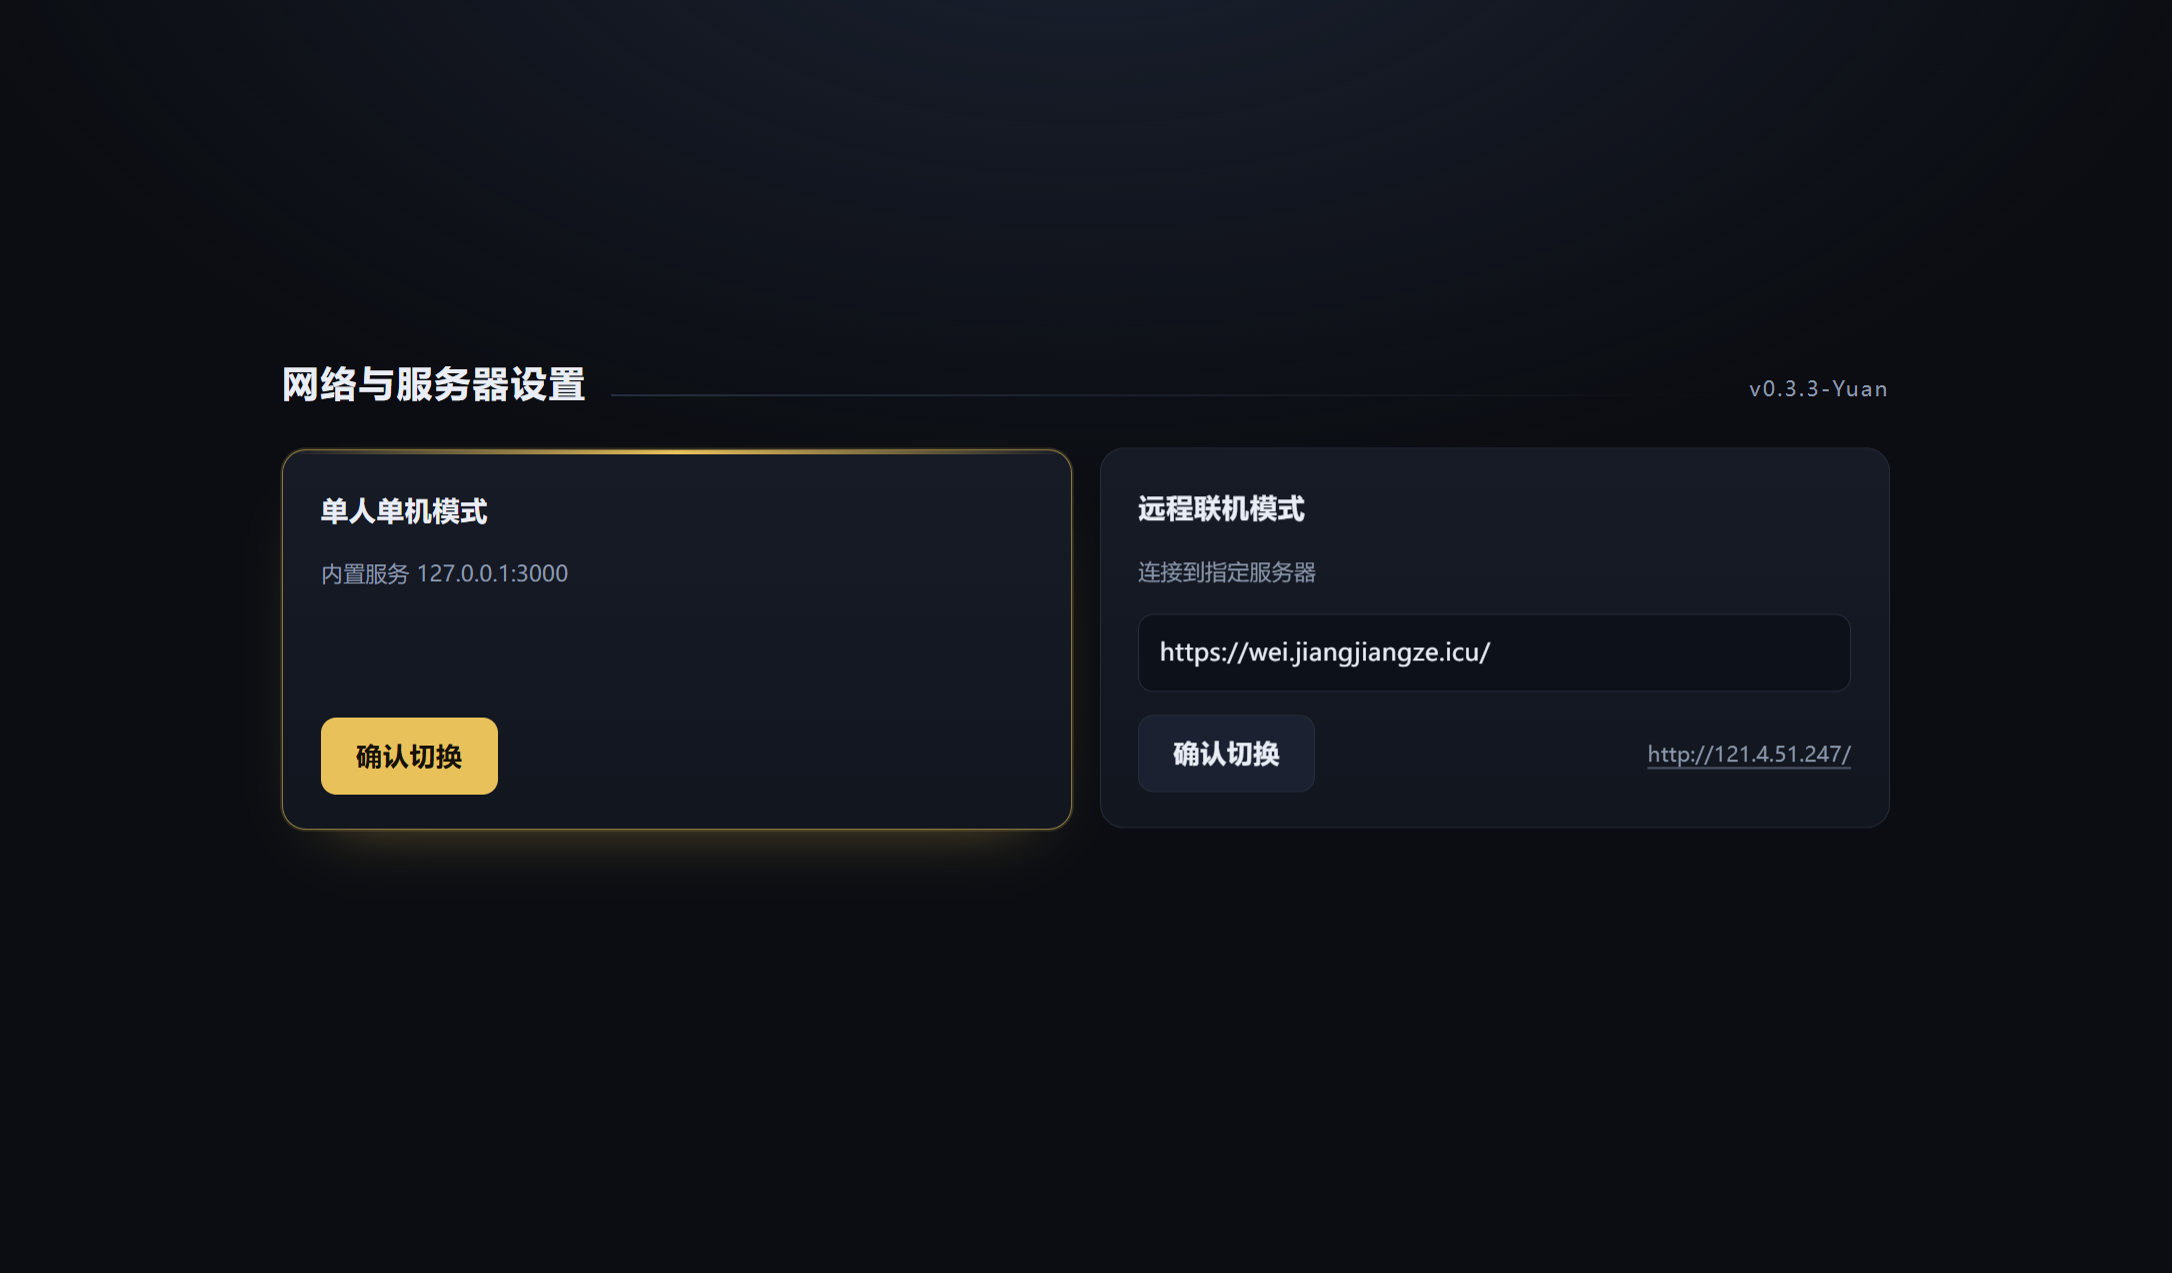 网络与服务器设置
v0.3.3-Yuan
单人单机模式
内置服务 127.0.0.1:3000
确认切换
远程联机模式
连接到指定服务器
https://wei.jiangjiangze.icu/
确认切换
http://121.4.51.247/